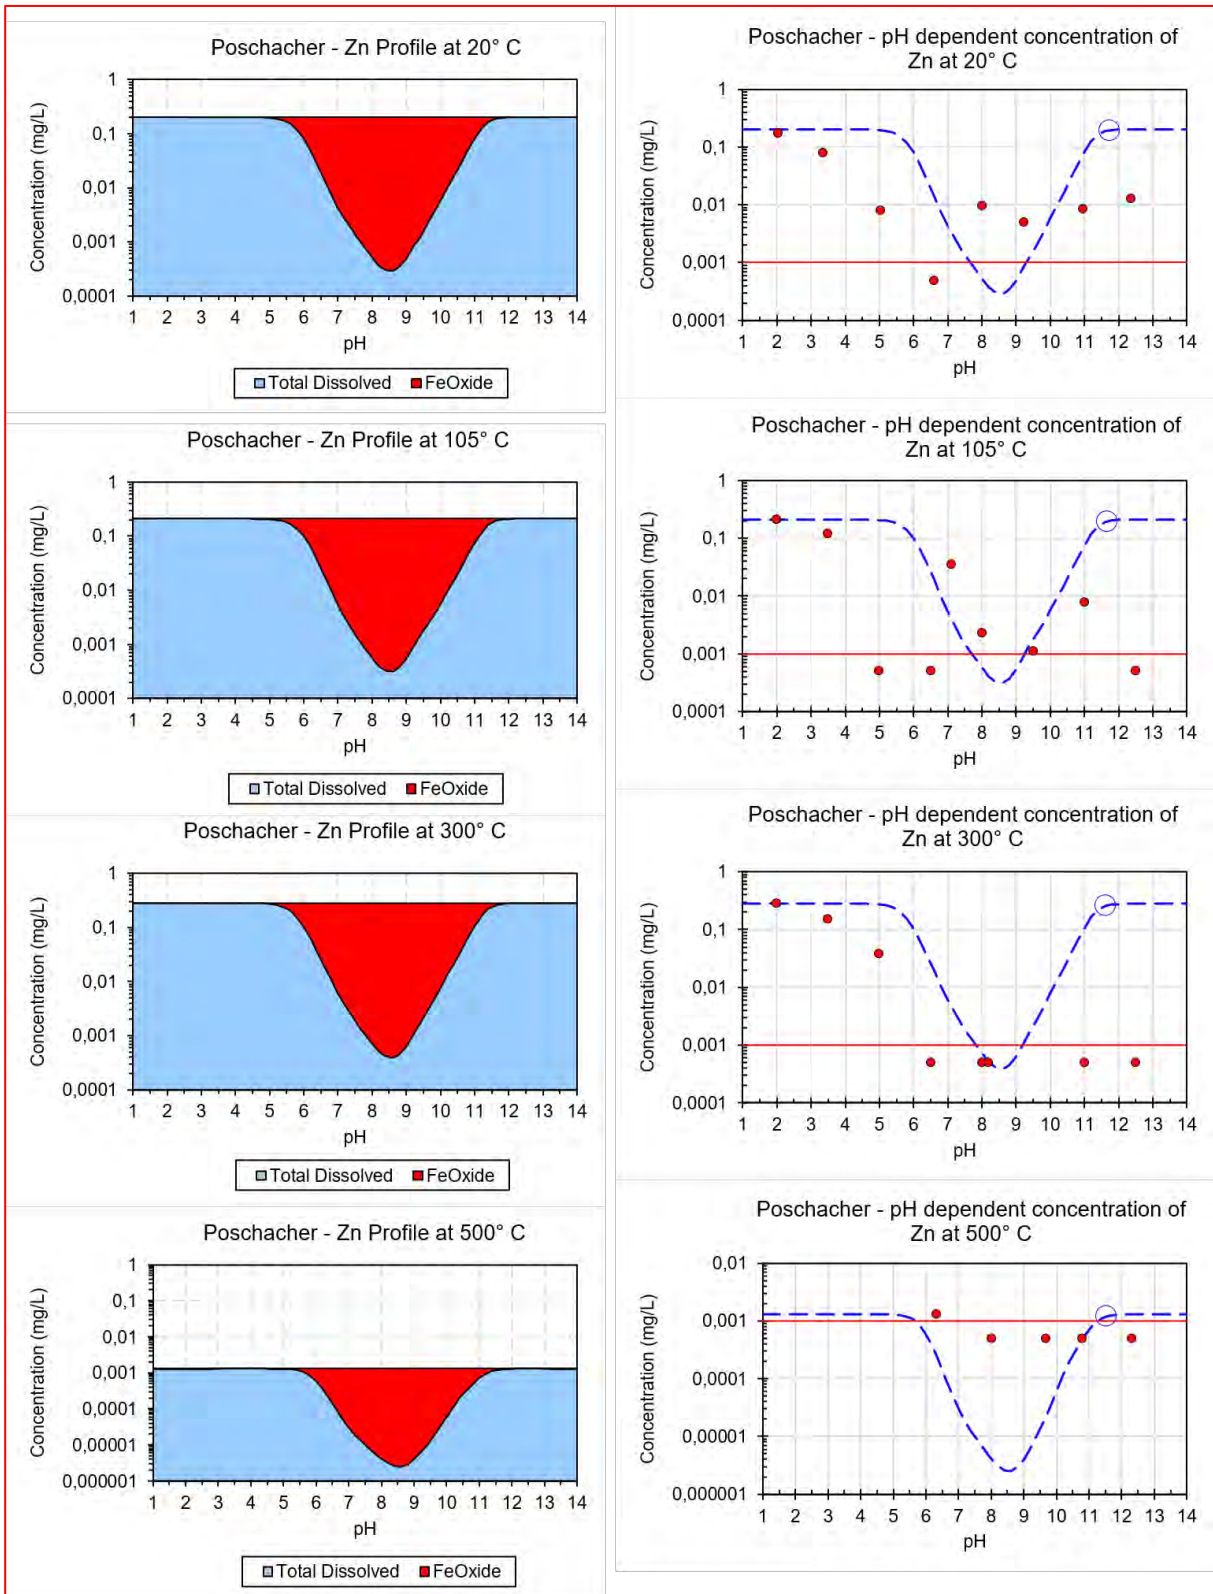 Poschacher - Zn Profile at 20° C
Concentration (mg/L)
1
0,1
0,01
0,001
0,0001
1 2 3 4 5 6 7 8 9 10 11 12 13 14
pH
Total Dissolved FeOxide
Poschacher - pH dependent concentration of
Zn at 20° C
Concentration (mg/L)
1
0,1
0,01
0,001
0,0001
1 2 3 4 5 6 7 8 9 10 11 12 13 14
pH
Poschacher - Zn Profile at 105° C
Concentration (mg/L)
1
0,1
0,01
0,001
0,0001
1 2 3 4 5 6 7 8 9 10 11 12 13 14
pH
Total Dissolved FeOxide
Poschacher - pH dependent concentration of
Zn at 105° C
Concentration (mg/L)
1
0,1
0,01
0,001
0,0001
1 2 3 4 5 6 7 8 9 10 11 12 13 14
pH
Poschacher - Zn Profile at 300° C
Concentration (mg/L)
1
0,1
0,01
0,001
0,0001
1 2 3 4 5 6 7 8 9 10 11 12 13 14
pH
Total Dissolved FeOxide
Poschacher - pH dependent concentration of
Zn at 300° C
Concentration (mg/L)
1
0,1
0,01
0,001
0,0001
1 2 3 4 5 6 7 8 9 10 11 12 13 14
pH
Poschacher - Zn Profile at 500° C
Concentration (mg/L)
1
0,1
0,01
0,001
0,0001
0,00001
0,000001
1 2 3 4 5 6 7 8 9 10 11 12 13 14
pH
Total Dissolved FeOxide
Poschacher - pH dependent concentration of
Zn at 500° C
Concentration (mg/L)
0,01
0,001
0,0001
0,00001
0,000001
1 2 3 4 5 6 7 8 9 10 11 12 13 14
pH